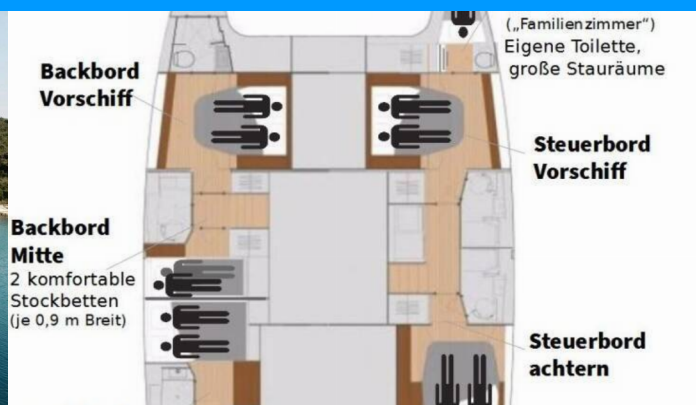 („Familienzimmer“)
Eigene Toilette,
große Stauräume
Backbord
Vorschiff
Steuerbord
Vorschiff
Backbord
Mitte
2 komfortable
Stockbetten
(je 0,9 m Breit)
Steuerbord
achtern